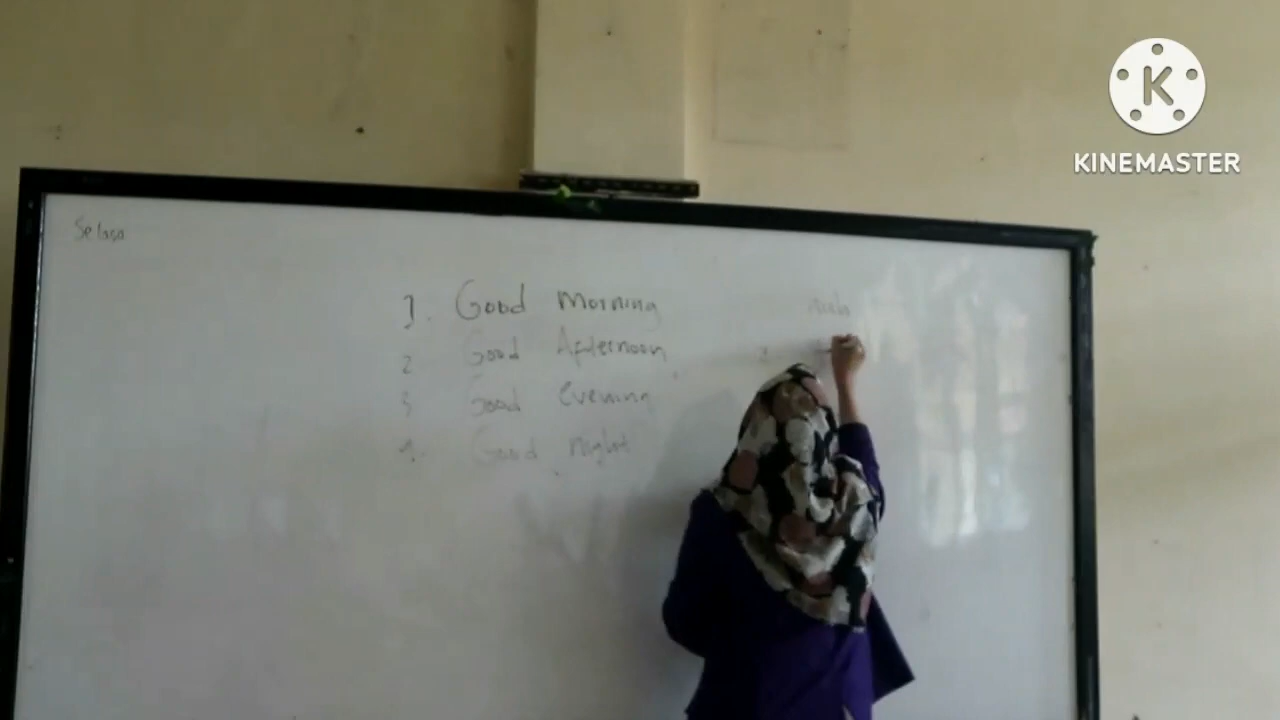 KINEMASTER
Selasa
1. Good morning
2 Good Afternoon
3 Good evening
4. Good night